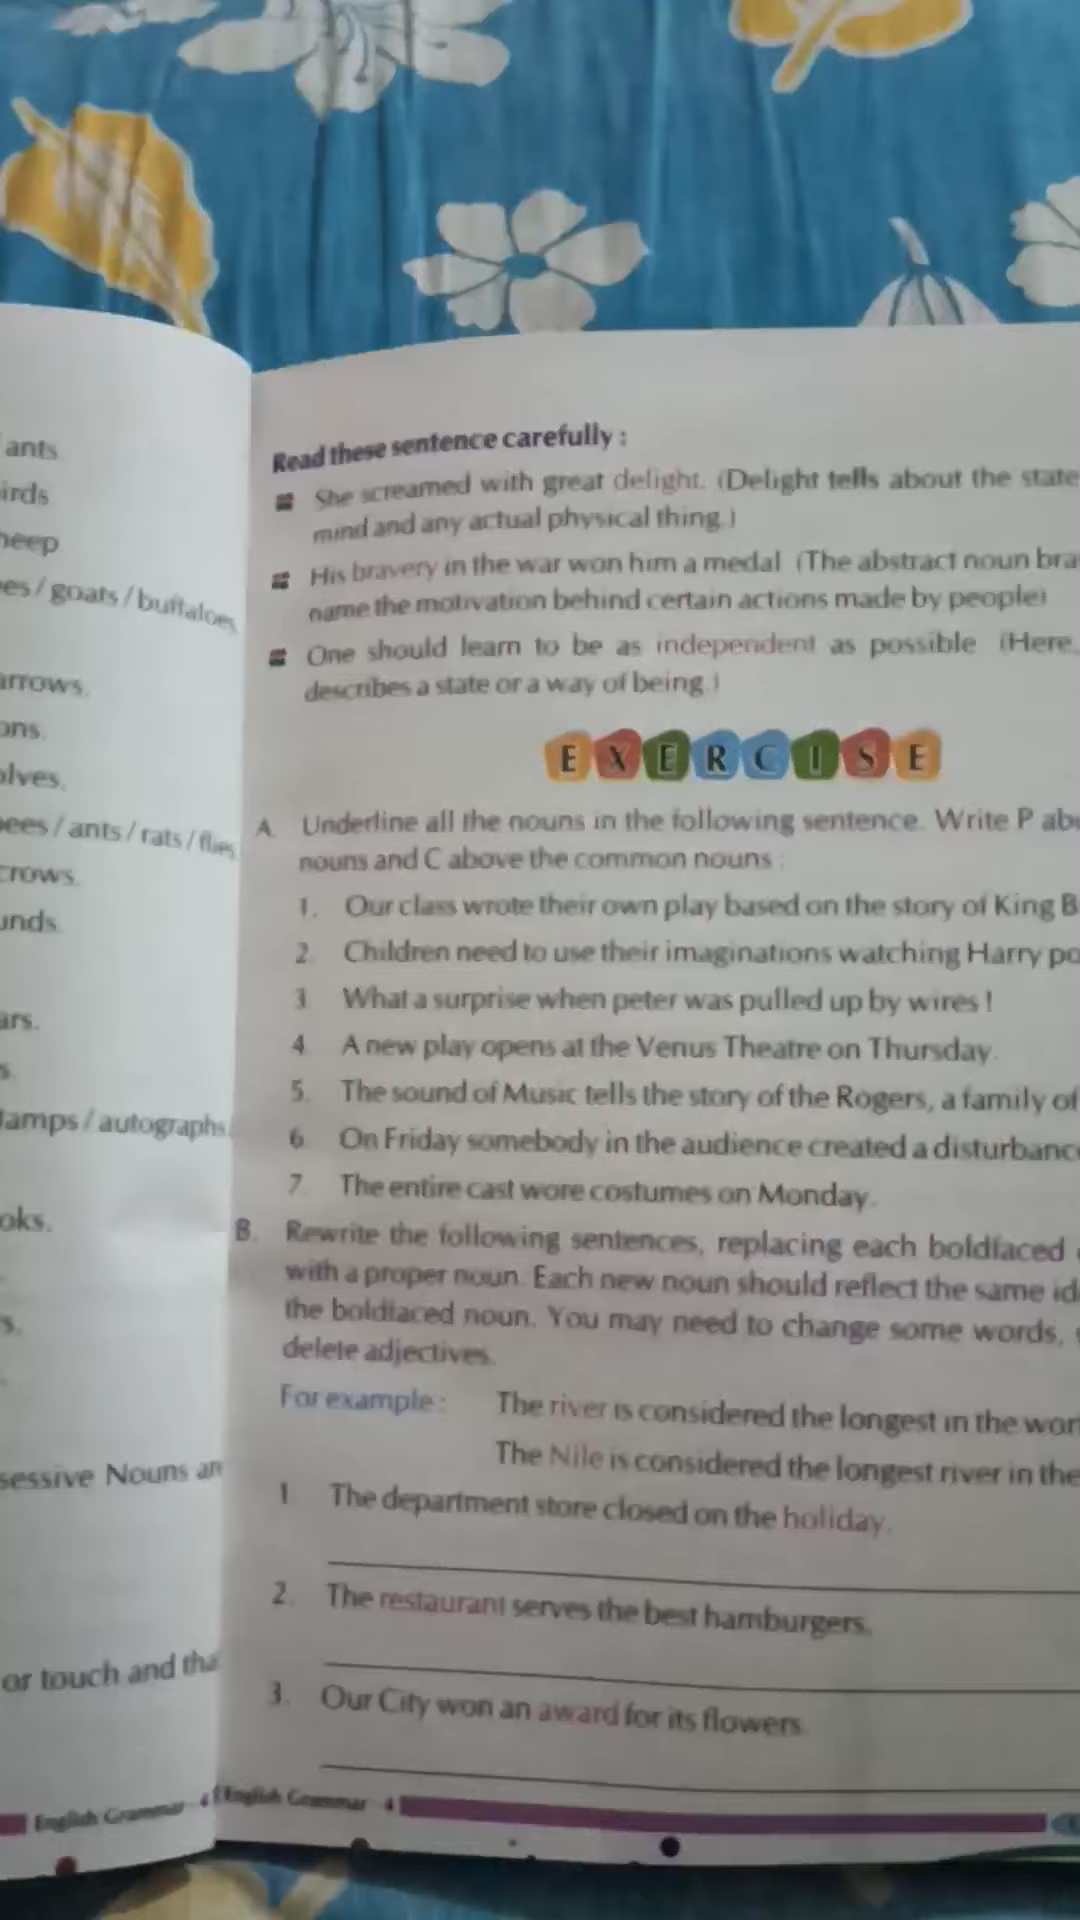 ants
irds
heep
es / goats / buffaloes
arrows.
ons.
olves.
ees / ants / rats / flies
crows.
unds
ars.
s.
tamps / autographs
oks.
s.
sessive Nouns an
or touch and tha
English Grammar - 4
Read these sentence carefully :
She screamed with great delight. (Delight tells about the state
mind and any actual physical thing.)
His bravery in the war won him a medal (The abstract noun bra
name the motivation behind certain actions made by people)
One should learn to be as independent as possible (Here,
describes a state or a way of being.)
EXERCISE
A. Underline all the nouns in the following sentence. Write P abo
nouns and C above the common nouns :
1. Our class wrote their own play based on the story of King B
2. Children need to use their imaginations watching Harry po
3. What a surprise when peter was pulled up by wires !
4. A new play opens at the Venus Theatre on Thursday.
5. The sound of Music tells the story of the Rogers, a family of
6. On Friday somebody in the audience created a disturbance
7. The entire cast wore costumes on Monday.
B. Rewrite the following sentences, replacing each boldfaced
with a proper noun. Each new noun should reflect the same id
the boldfaced noun. You may need to change some words,
delete adjectives.
For example : The river is considered the longest in the wor
The Nile is considered the longest river in the
1. The department store closed on the holiday.
2. The restaurant serves the best hamburgers.
3. Our City won an award for its flowers
English Grammar - 4